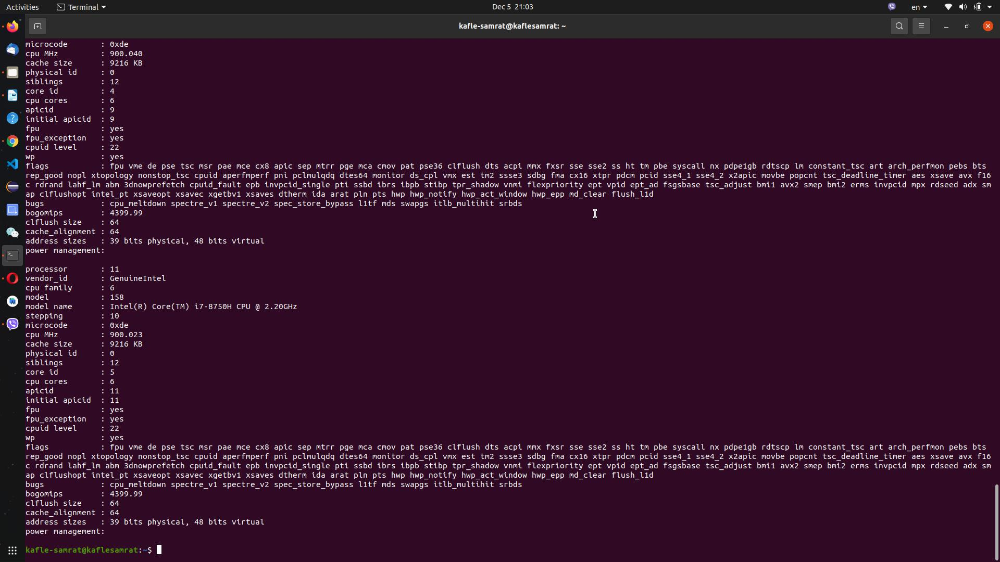 Activities Terminal Dec 5 21:03 en
kafle-samrat@kaflesamrat: ~
microcode : 0xde
cpu MHz : 900.040
cache size : 9216 KB
physical id : 0
siblings : 12
core id : 4
cpu cores : 6
apicid : 9
initial apicid : 9
fpu : yes
fpu_exception : yes
cpuid level : 22
wp : yes
flags : fpu vme de pse tsc msr pae mce cx8 apic sep mtrr pge mca cmov pat pse36 clflush dts acpi mmx fxsr sse sse2 ss ht tm pbe syscall nx pdpe1gb rdtscp lm constant_tsc art arch_perfmon pebs bts
rep_good nopl xtopology nonstop_tsc cpuid aperfmperf pni pclmulqdq dtes64 monitor ds_cpl vmx est tm2 ssse3 sdbg fma cx16 xtpr pdcm pcid sse4_1 sse4_2 x2apic movbe popcnt tsc_deadline_timer aes xsave avx f16
c rdrand lahf_lm abm 3dnowprefetch cpuid_fault epb invpcid_single pti ssbd ibrs ibpb stibp tpr_shadow vnmi flexpriority ept vpid ept_ad fsgsbase tsc_adjust bmi1 avx2 smep bmi2 erms invpcid mpx rdseed adx sm
ap clflushopt intel_pt xsaveopt xsavec xgetbv1 xsaves dtherm ida arat pln pts hwp hwp_notify hwp_act_window hwp_epp md_clear flush_l1d
bugs : cpu_meltdown spectre_v1 spectre_v2 spec_store_bypass l1tf mds swapgs itlb_multihit srbds
bogomips : 4399.99
clflush size : 64
cache_alignment : 64
address sizes : 39 bits physical, 48 bits virtual
power management:
processor : 11
vendor_id : GenuineIntel
cpu family : 6
model : 158
model name : Intel(R) Core(TM) i7-8750H CPU @ 2.20GHz
stepping : 10
microcode : 0xde
cpu MHz : 900.023
cache size : 9216 KB
physical id : 0
siblings : 12
core id : 5
cpu cores : 6
apicid : 11
initial apicid : 11
fpu : yes
fpu_exception : yes
cpuid level : 22
wp : yes
flags : fpu vme de pse tsc msr pae mce cx8 apic sep mtrr pge mca cmov pat pse36 clflush dts acpi mmx fxsr sse sse2 ss ht tm pbe syscall nx pdpe1gb rdtscp lm constant_tsc art arch_perfmon pebs bts
rep_good nopl xtopology nonstop_tsc cpuid aperfmperf pni pclmulqdq dtes64 monitor ds_cpl vmx est tm2 ssse3 sdbg fma cx16 xtpr pdcm pcid sse4_1 sse4_2 x2apic movbe popcnt tsc_deadline_timer aes xsave avx f16
c rdrand lahf_lm abm 3dnowprefetch cpuid_fault epb invpcid_single pti ssbd ibrs ibpb stibp tpr_shadow vnmi flexpriority ept vpid ept_ad fsgsbase tsc_adjust bmi1 avx2 smep bmi2 erms invpcid mpx rdseed adx sm
ap clflushopt intel_pt xsaveopt xsavec xgetbv1 xsaves dtherm ida arat pln pts hwp hwp_notify hwp_act_window hwp_epp md_clear flush_l1d
bugs : cpu_meltdown spectre_v1 spectre_v2 spec_store_bypass l1tf mds swapgs itlb_multihit srbds
bogomips : 4399.99
clflush size : 64
cache_alignment : 64
address sizes : 39 bits physical, 48 bits virtual
power management:
kafle-samrat@kaflesamrat:~$